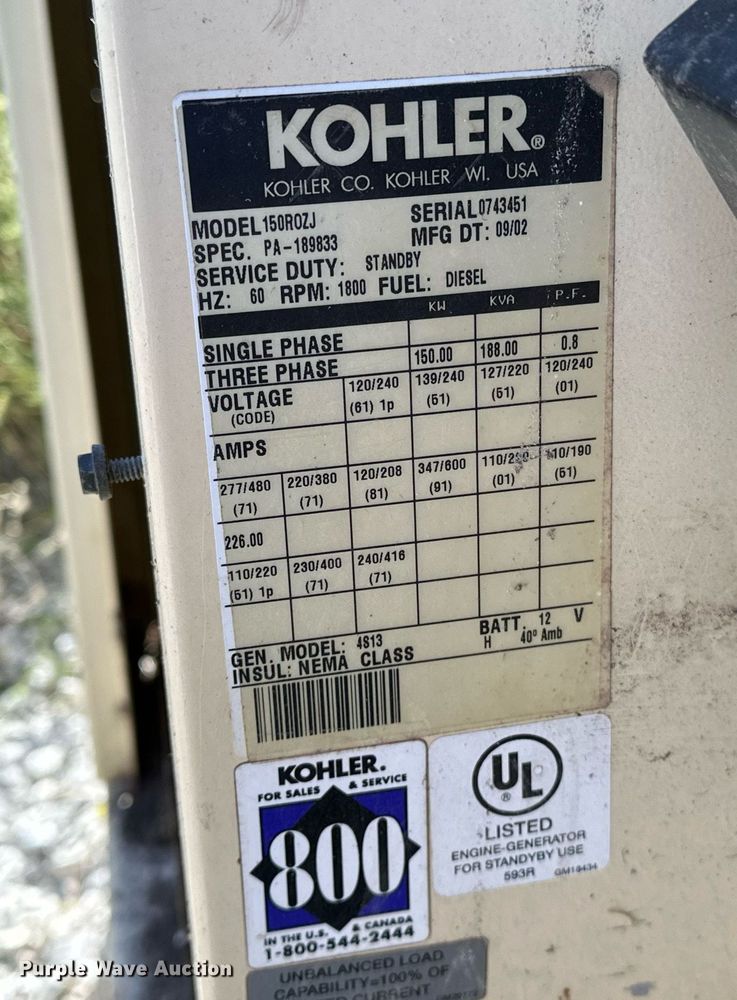 KOHLER®
KOHLER CO. KOHLER WI. USA
MODEL 150ROZJ SERIAL 0743451
SPEC. PA-189833 MFG DT: 09/02
SERVICE DUTY: STANDBY
HZ: 60 RPM: 1800 FUEL: DIESEL
KW KVA P.F.
SINGLE PHASE
THREE PHASE 150.00 188.00 0.8
VOLTAGE 120/240 139/240 127/220 120/240
(CODE) (61) 1p (51) (51) (01)
AMPS
277/480 220/380 120/208 347/600 110/190
(71) (71) (81) (91) (01) (51)
226.00
110/220 230/400 240/416
(51) 1p (71) (71)
GEN. MODEL: 4S13 BATT. 12 V
INSUL: NEMA CLASS H 40° Amb
KOHLER.
FOR SALES & SERVICE
800
IN THE U.S. & CANADA
1-800-544-2444
UL®
LISTED
ENGINE-GENERATOR
FOR STANDYBY USE
593R GM18434
UNBALANCED LOAD
CAPABILITY=100% OF
CURRENT
Purple Wave Auction